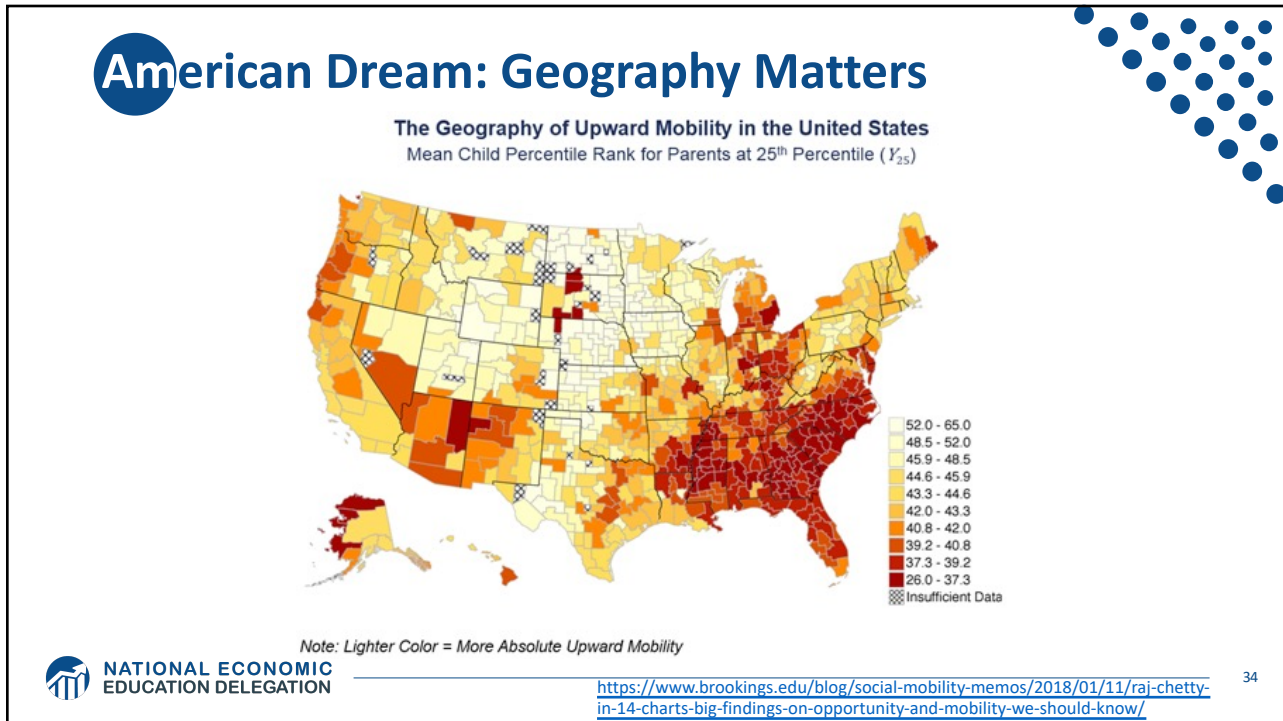 American Dream: Geography Matters
The Geography of Upward Mobility in the United States
Mean Child Percentile Rank for Parents at 25th Percentile (Y25)
52.0 - 65.0
48.5 - 52.0
45.9 - 48.5
44.6 - 45.9
43.3 - 44.6
42.0 - 43.3
40.8 - 42.0
39.2 - 40.8
37.3 - 39.2
26.0 - 37.3
Insufficient Data
Note: Lighter Color = More Absolute Upward Mobility
NATIONAL ECONOMIC
EDUCATION DELEGATION
https://www.brookings.edu/blog/social-mobility-memos/2018/01/11/raj-chetty-
in-14-charts-big-findings-on-opportunity-and-mobility-we-should-know/
34